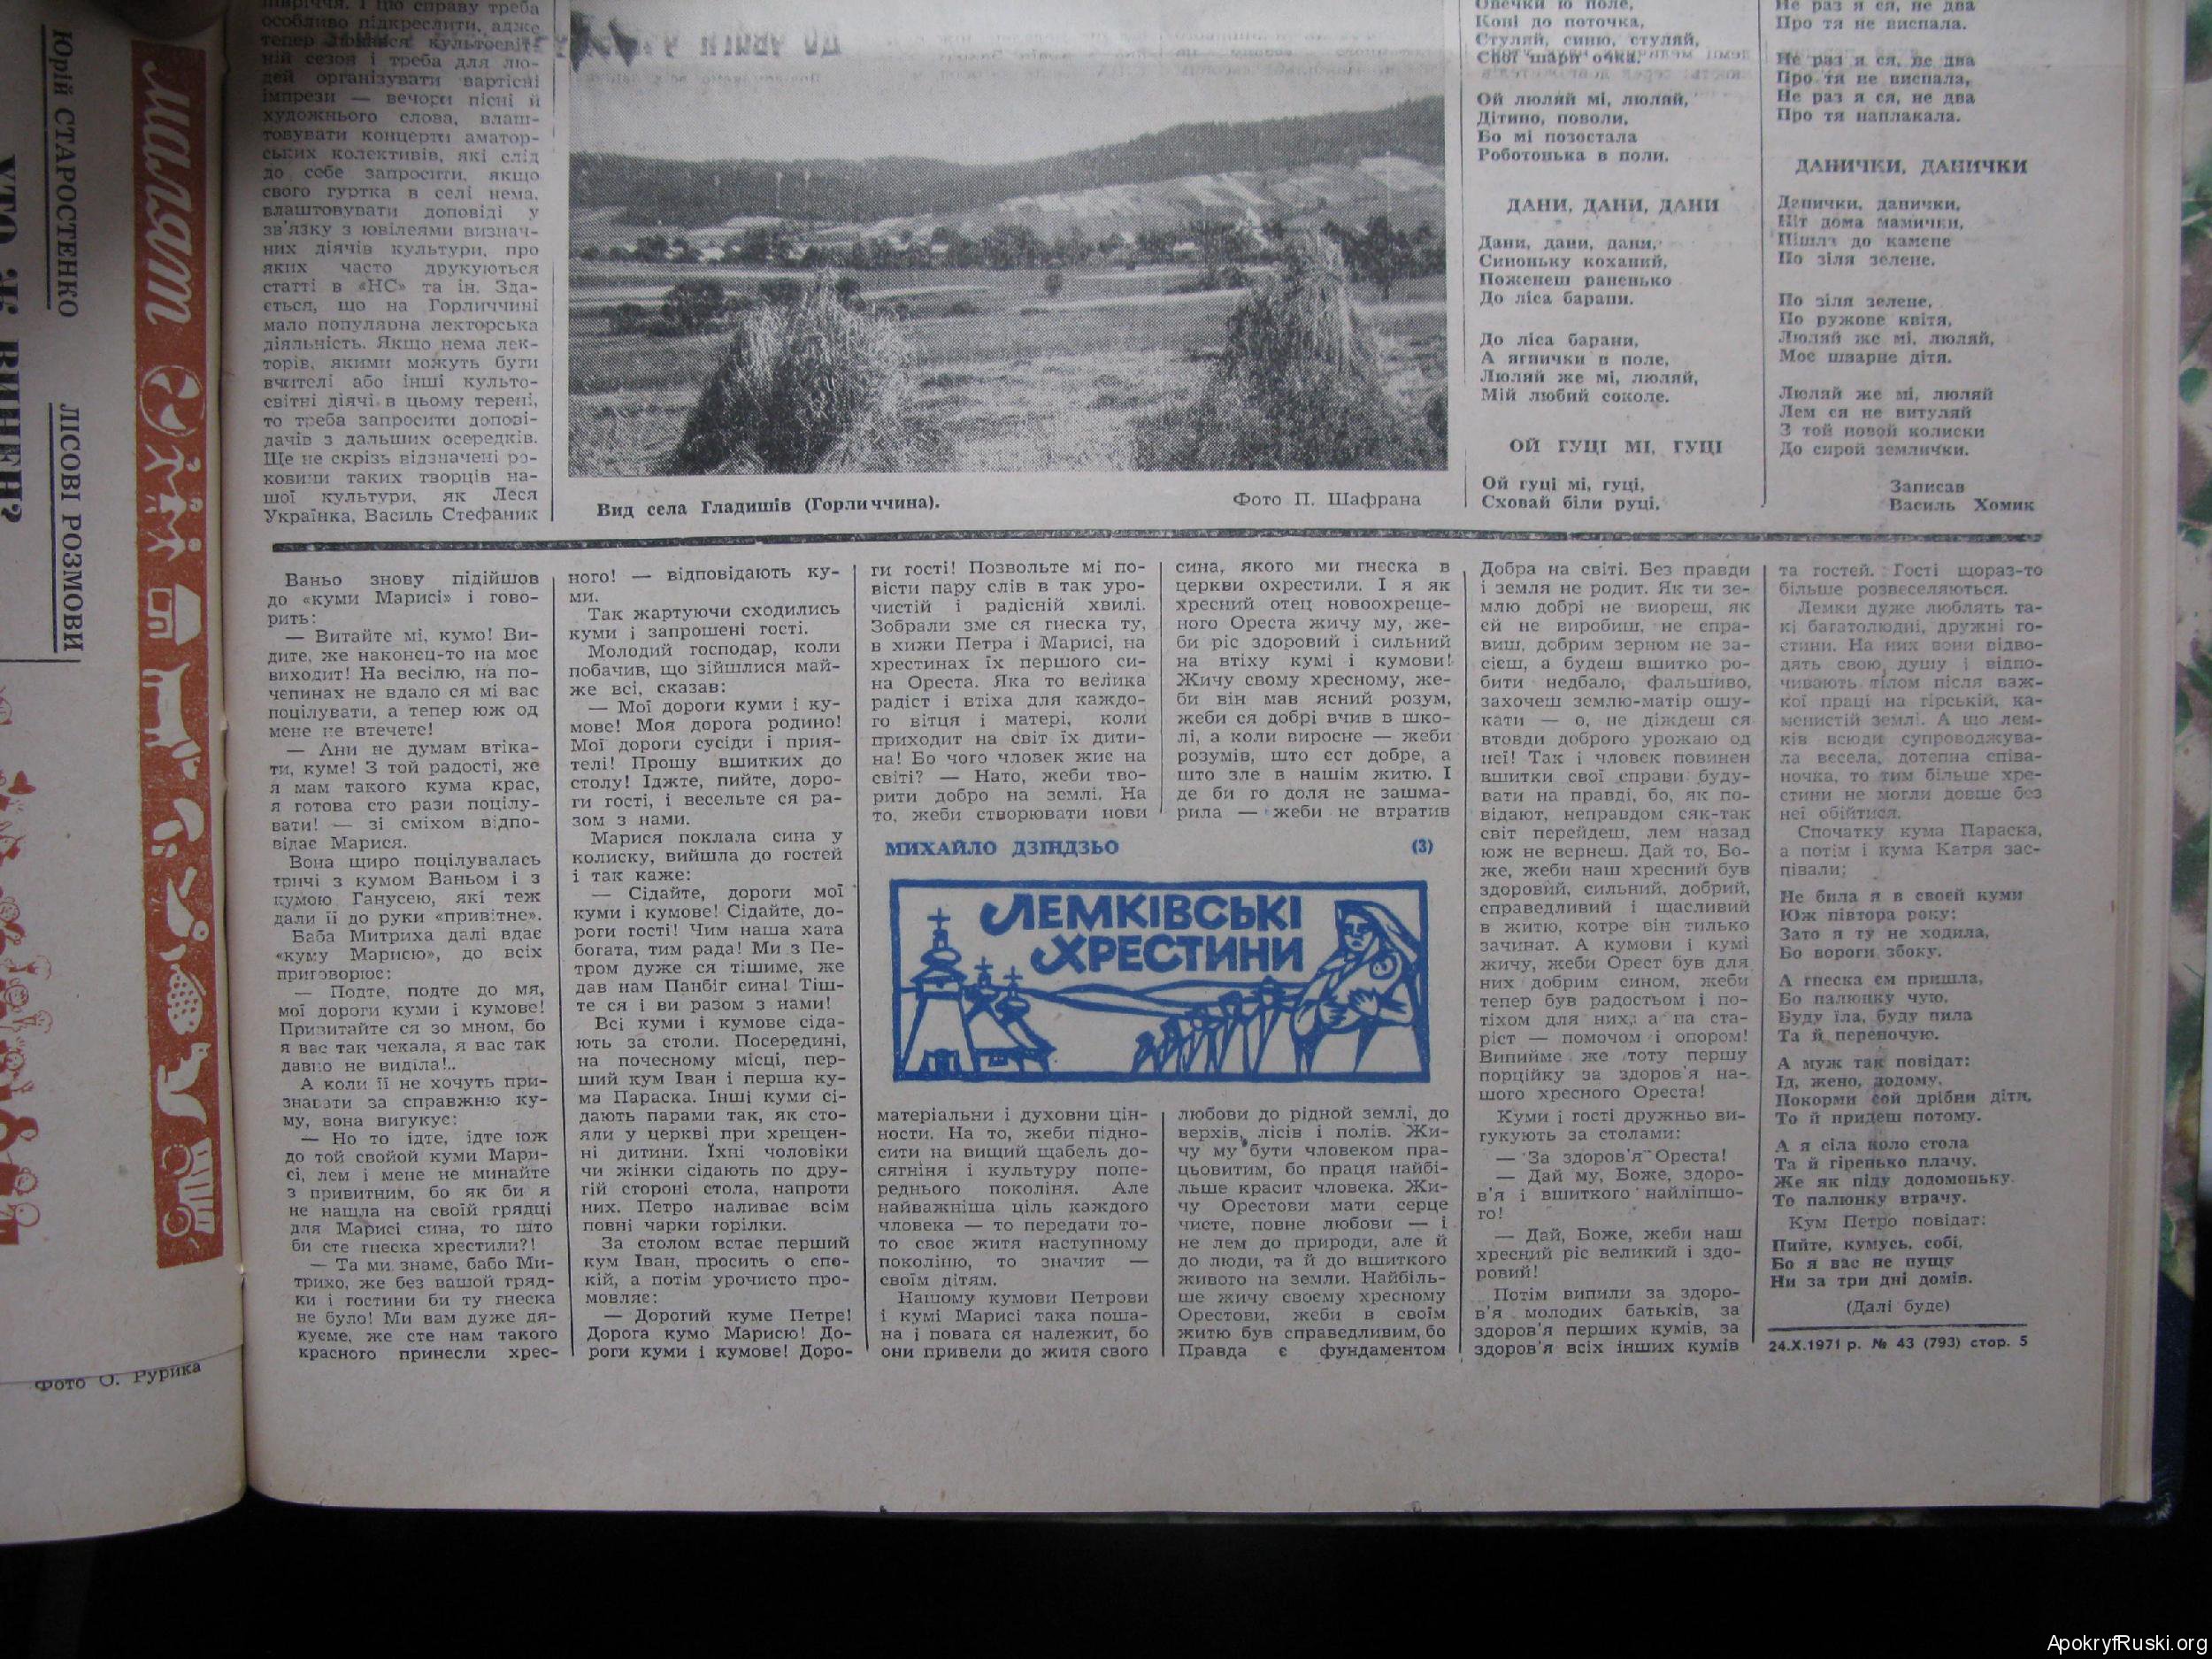 Юрій СТАРОСТЕНКО
ЛІСОВІ РОЗМОВИ
ХТО ЗБ ВИНЕН?
Фото О. Рурика
малят
особливо підкреслити, адже
ній сезон і треба для лю-
дей організувати вартісні
імпрези — вечори пісні й
художнього слова, влаш-
товувати концерти аматор-
ських колективів, які слід
до себе запросити, якщо
свого гуртка в селі нема,
влаштовувати доповіді у
зв'язку з ювілеями визнач-
них діячів культури, про
яких часто друкуються
статті в «НС» та ін. Зда-
ється, що на Горличчині
мало популярна лекторська
діяльність. Якщо нема лек-
торів, якими можуть бути
вчителі або інші культо-
світні діячі в цьому терені,
то треба запросити допові-
дачів з дальших осередків.
Ще не скрізь відзначені ро-
ковини таких творців на-
шої культури, як Леся
Українка, Василь Стефаник
Вид села Гладишів (Горличчина).
Фото П. Шафрана
Коні до поточка,
Стуляй, синю, стуляй,
Свої шари очка.
Ой люляй мі, люляй,
Дітино, поволи,
Бо мі позостала
Роботонька в поли.
ДАНИ, ДАНИ, ДАНИ
Дани, дани, дани,
Синоньку коханий,
Поженеш раненько
До ліса барани.
До ліса барани,
А ягнички в поле,
Люляй же мі, люляй,
Мій любий соколе.
ОЙ ГУЦІ МІ, ГУЦІ
Ой гуці мі, гуці,
Сховай біли руці,
Не раз я ся, не два
Про тя не виспала.
Не раз я ся, не два
Про тя не виспала,
Не раз я ся, не два
Про тя наплакала.
ДАНИЧКИ, ДАНИЧКИ
Данички, данички,
Ніт дома мамички,
Пішла до камене
По зіля зелене.
По зіля зелене,
По ружове квітя,
Люляй же мі, люляй,
Моє шварне дітя.
Люляй же мі, люляй
Лем ся не витуляй
З той новой колиски
До сирой землички.
Записав
Василь Хомик
Ваньо знову підійшов
до «куми Марисі» і гово-
рить:
— Витайте мі, кумо! Ви-
дите, же наконец-то на моє
виходит! На весілю, на по-
чепинах не вдало ся мі вас
поцілувати, а тепер юж од
мене не втечете!
— Ани не думам втіка-
ти, куме! З той радості, же
я мам такого кума крас,
я готова сто рази поцілу-
вати! — зі сміхом відпо-
відає Марися.
Вона щиро поцілувалась
тричі з кумом Ваньом і з
кумою Ганусею, які теж
дали її до руки «привітне».
Баба Митриха далі вдає
«куму Марисю», до всіх
приговорює:
— Подте, подте до мя,
мої дороги куми і кумове!
Привитайте ся зо мном, бо
я вас так чекала, я вас так
давно не виділа!..
А коли її не хочуть при-
знавати за справжню ку-
му, вона вигукує:
— Но то ідте, ідте юж
до той свойой куми Мари-
сі, лем і мене не минайте
з привитним, бо як би я
не нашла на своїй грядці
для Марисі сина, то што
би сте гнеска хрестили?!
— Та ми знаме, бабо Ми-
трихо, же без вашой гряд-
ки і гостини би ту гнеска
не було! Ми вам дуже дя-
куєме, же сте нам такого
красного принесли хрес-
ного! — відповідають ку-
ми.
Так жартуючи сходились
куми і запрошені гості.
Молодий господар, коли
побачив, що зійшлися май-
же всі, сказав:
— Мої дороги куми і ку-
мове! Моя дорога родино!
Мої дороги сусіди і прия-
телі! Прошу вшитких до
столу! Їджте, пийте, доро-
ги гості, і весельте ся ра-
зом з нами.
Марися поклала сина у
колиску, вийшла до гостей
і так каже:
— Сідайте, дороги мої
куми і кумове! Сідайте, до-
роги гості! Чим наша хата
богата, тим рада! Ми з Пе-
тром дуже ся тішиме, же
дав нам Панбіг сина! Тіш-
те ся і ви разом з нами!
Всі куми і кумове сіда-
ють за столи. Посередині,
на почесному місці, пер-
ший кум Іван і перша ку-
ма Параска. Інші куми сі-
дають парами так, як сто-
яли у церкві при хрещен-
ні дитини. Їхні чоловіки
чи жінки сідають по дру-
гій стороні стола, напроти
них. Петро наливає всім
повні чарки горілки.
За столом встає перший
кум Іван, просить о спо-
кій, а потім урочисто про-
мовляє:
— Дорогий куме Петре!
Дорога кумо Марисю! До-
роги куми і кумове! Доро-
ги гості! Позвольте мі по-
вісти пару слів в так уро-
чистій і радісній хвилі.
Зобрали зме ся гнеска ту,
в хижи Петра і Марисі, на
хрестинах їх першого си-
на Ореста. Яка то велика
радіст і втіха для каждо-
го вітця і матері, коли
приходит на світ їх дити-
на! Бо чого чловек жиє на
світі? — Нато, жеби тво-
рити добро на землі. На
то, жеби створювати нови
МИХАЙЛО ДЗІНДЗЬО
(3)
ЛЕМКІВСЬКІ
ХРЕСТИНИ
матеріальни і духовни цін-
ности. На то, жеби підно-
сити на вищий щабель до-
сягніня і культуру попе-
реднього поколіня. Але
найважніша ціль каждого
чловека — то передати то-
то своє житя наступному
поколіню, то значит —
своїм дітям.
Нашому кумови Петрови
і кумі Марисі така поша-
на і повага ся належит, бо
они привели до житя свого
сина, якого ми гнеска в
церкви охрестили. І я як
хресний отец новоохреще-
ного Ореста жичу му, же-
би ріс здоровий і сильний
на втіху кумі і кумови!
Жичу свому хресному, же-
би він мав ясний розум,
жеби ся добрі вчив в шко-
лі, а коли виросне — жеби
розумів, што єст добре, а
што зле в нашім житю. І
де би го доля не зашма-
рила — жеби не втратив
любови до рідной землі, до
верхів, лісів і полів. Жи-
чу му бути чловеком пра-
цьовитим, бо праця найбі-
льше красит чловека. Жи-
чу Орестови мати серце
чисте, повне любови — і
не лем до природи, але й
до люди, та й до вшиткого
живого на земли. Найбіль-
ше жичу своєму хресному
Орестови, жеби в своїм
житю був справедливим, бо
Правда є фундаментом
Добра на світі. Без правди
і земля не родит. Як ти зе-
млю добрі не виореш, як
єй не виробиш, не спра-
виш, добрим зерном не за-
сієш, а будеш вшитко ро-
бити недбало, фальшиво,
захочеш землю-матір ошу-
кати — о, не діждеш ся
втовди доброго урожаю од
неї! Так і чловек повинен
вшитки свої справи буду-
вати на правді, бо, як по-
відают, неправдом сяк-так
світ перейдеш, лем назад
юж не вернеш. Дай то, Бо-
же, жеби наш хресний був
здоровий, сильний, добрий,
справедливий і щасливий
в житю, котре він тилько
зачинат. А кумови і кумі
жичу, жеби Орест був для
них добрим сином, жеби
тепер був радостьом і по-
тіхом для них, а на ста-
ріст — помочом і опором!
Випийме же тоту першу
порційку за здоров'я на-
шого хресного Ореста!
Куми і гості дружньо ви-
гукують за столами:
— За здоров'я Ореста!
— Дай му, Боже, здоро-
в'я і вшиткого найліпшо-
го!
— Дай, Боже, жеби наш
хресний ріс великий і здо-
ровий!
Потім випили за здоро-
в'я молодих батьків, за
здоров'я перших кумів, за
здоров'я всіх інших кумів
та гостей. Гості щораз-то
більше розвеселяються.
Лемки дуже люблять та-
кі багатолюдні, дружні го-
стини. На них вони відво-
дять свою душу і відпо-
чивають тілом після важ-
кої праці на гірській, ка-
менистій землі. А що лем-
ків всюди супроводжува-
ла весела, дотепна співа-
ночка, то тим більше хре-
стини не могли довше без
неї обійтися.
Спочатку кума Параска,
а потім і кума Катря зас-
півали:
Не била я в своєй куми
Юж півтора року;
Зато я ту не ходила,
Бо вороги збоку.
А гнеска єм пришла,
Бо палюнку чую,
Буду їла, буду пила
Та й переночую.
А муж так повідат:
Ід, жено, додому,
Покорми сой дрібни діти,
То й придеш потому.
А я сіла коло стола
Та й гіренько плачу,
Же як піду додомоньку
То палюнку втрачу.
Кум Петро повідат:
Пийте, кумусь, собі,
Бо я вас не пущу
Ни за три дні домів.
(Далі буде)
24.X.1971 р. № 43 (793) стор. 5
ApokryfRuski.org